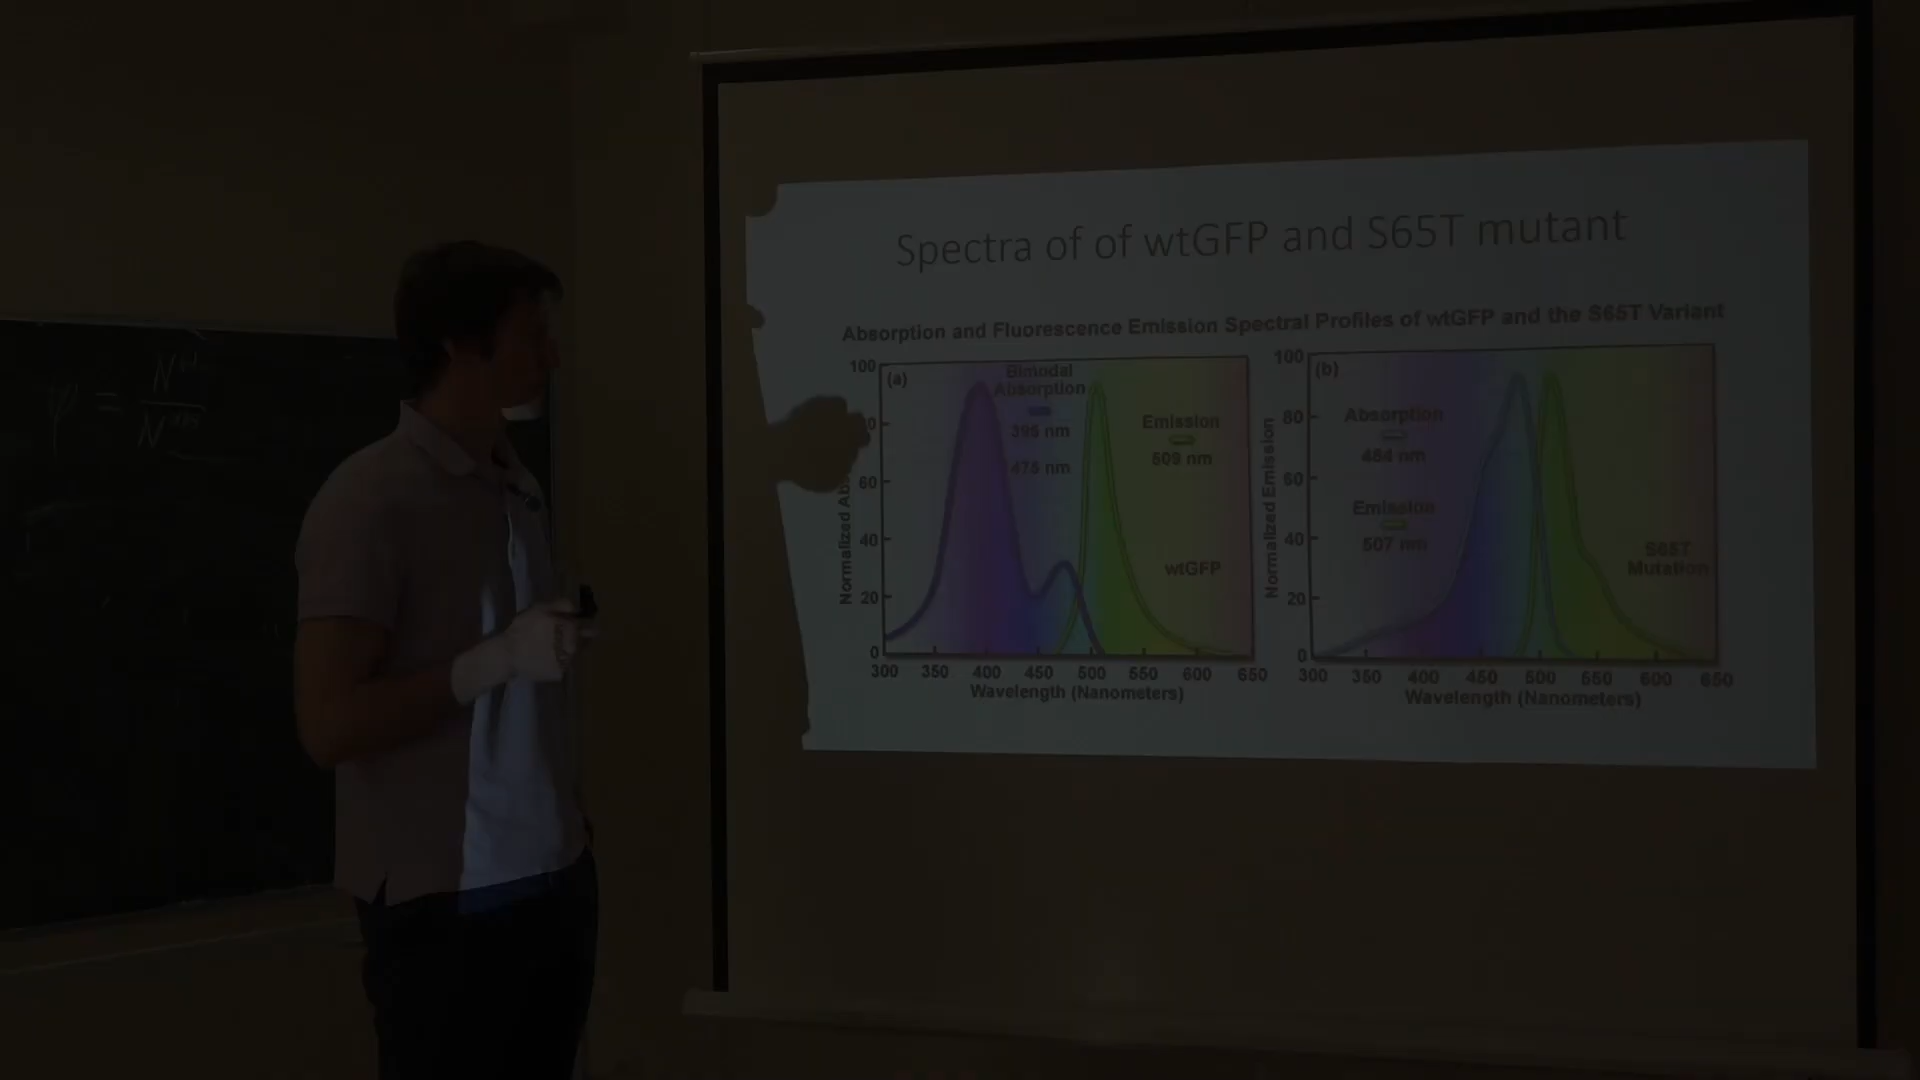 Spectra of of wtGFP and S65T mutant
Absorption and Fluorescence Emission Spectral Profiles of wtGFP and the S65T Variant
(a)
Bimodal
Absorption
395 nm
475 nm
Emission
509 nm
wtGFP
100
60
40
20
0
300 350 400 450 500 550 600 650
Wavelength (Nanometers)
Normalized
(b)
Absorption
484 nm
Emission
507 nm
S65T
Mutation
Normalized Emission
100
80
60
40
20
0
300 350 400 450 500 550 600 650
Wavelength (Nanometers)